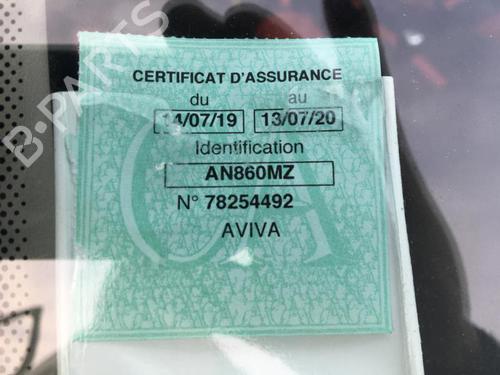 CERTIFICAT D'ASSURANCE
du au
14/07/19 13/07/20
Identification
AN860MZ
N° 78254492
AVIVA
B-PARTS